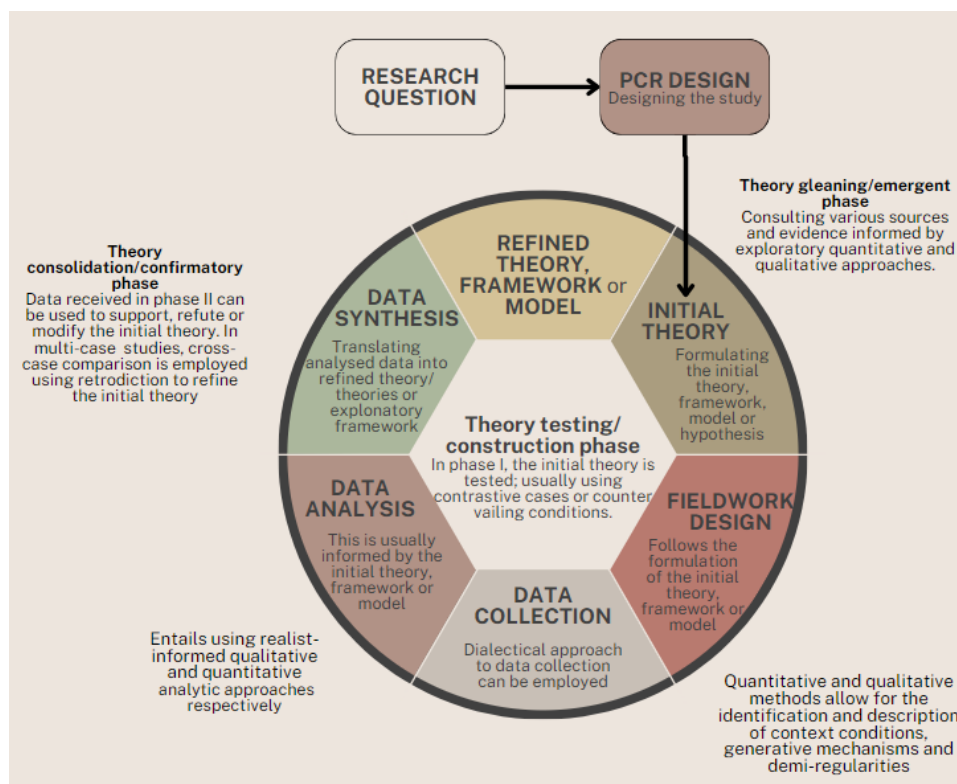 RESEARCH
QUESTION
PCR DESIGN
Designing the study
Theory gleaning/emergent
phase
Consulting various sources
and evidence informed by
exploratory quantitative and
qualitative approaches.
Theory
consolidation/confirmatory
phase
Data received in phase II can
be used to support, refute or
modify the initial theory. In
multi-case studies, cross-
case comparison is employed
using retrodiction to refine
the initial theory
REFINED
THEORY,
FRAMEWORK or
MODEL
INITIAL
THEORY
Formulating the
initial theory,
framework,
model or
hypothesis
FIELDWORK
DESIGN
Follows the
formulation
of the initial
theory,
framework or
model
DATA
COLLECTION
Dialectical approach
to data collection
can be employed
DATA
ANALYSIS
This is usually
informed by the
initial theory,
framework or
model
DATA
SYNTHESIS
Translating
analysed data into
refined theory/
theories or
explonatory
framework
Theory testing/
construction phase
In phase I, the initial theory is
tested; usually using
contrastive cases or counter
vailing conditions.
Entails using realist-
informed qualitative
and quantitative
analytic approaches
respectively
Quantitative and qualitative
methods allow for the
identification and description
of context conditions,
generative mechanisms and
demi-regularities